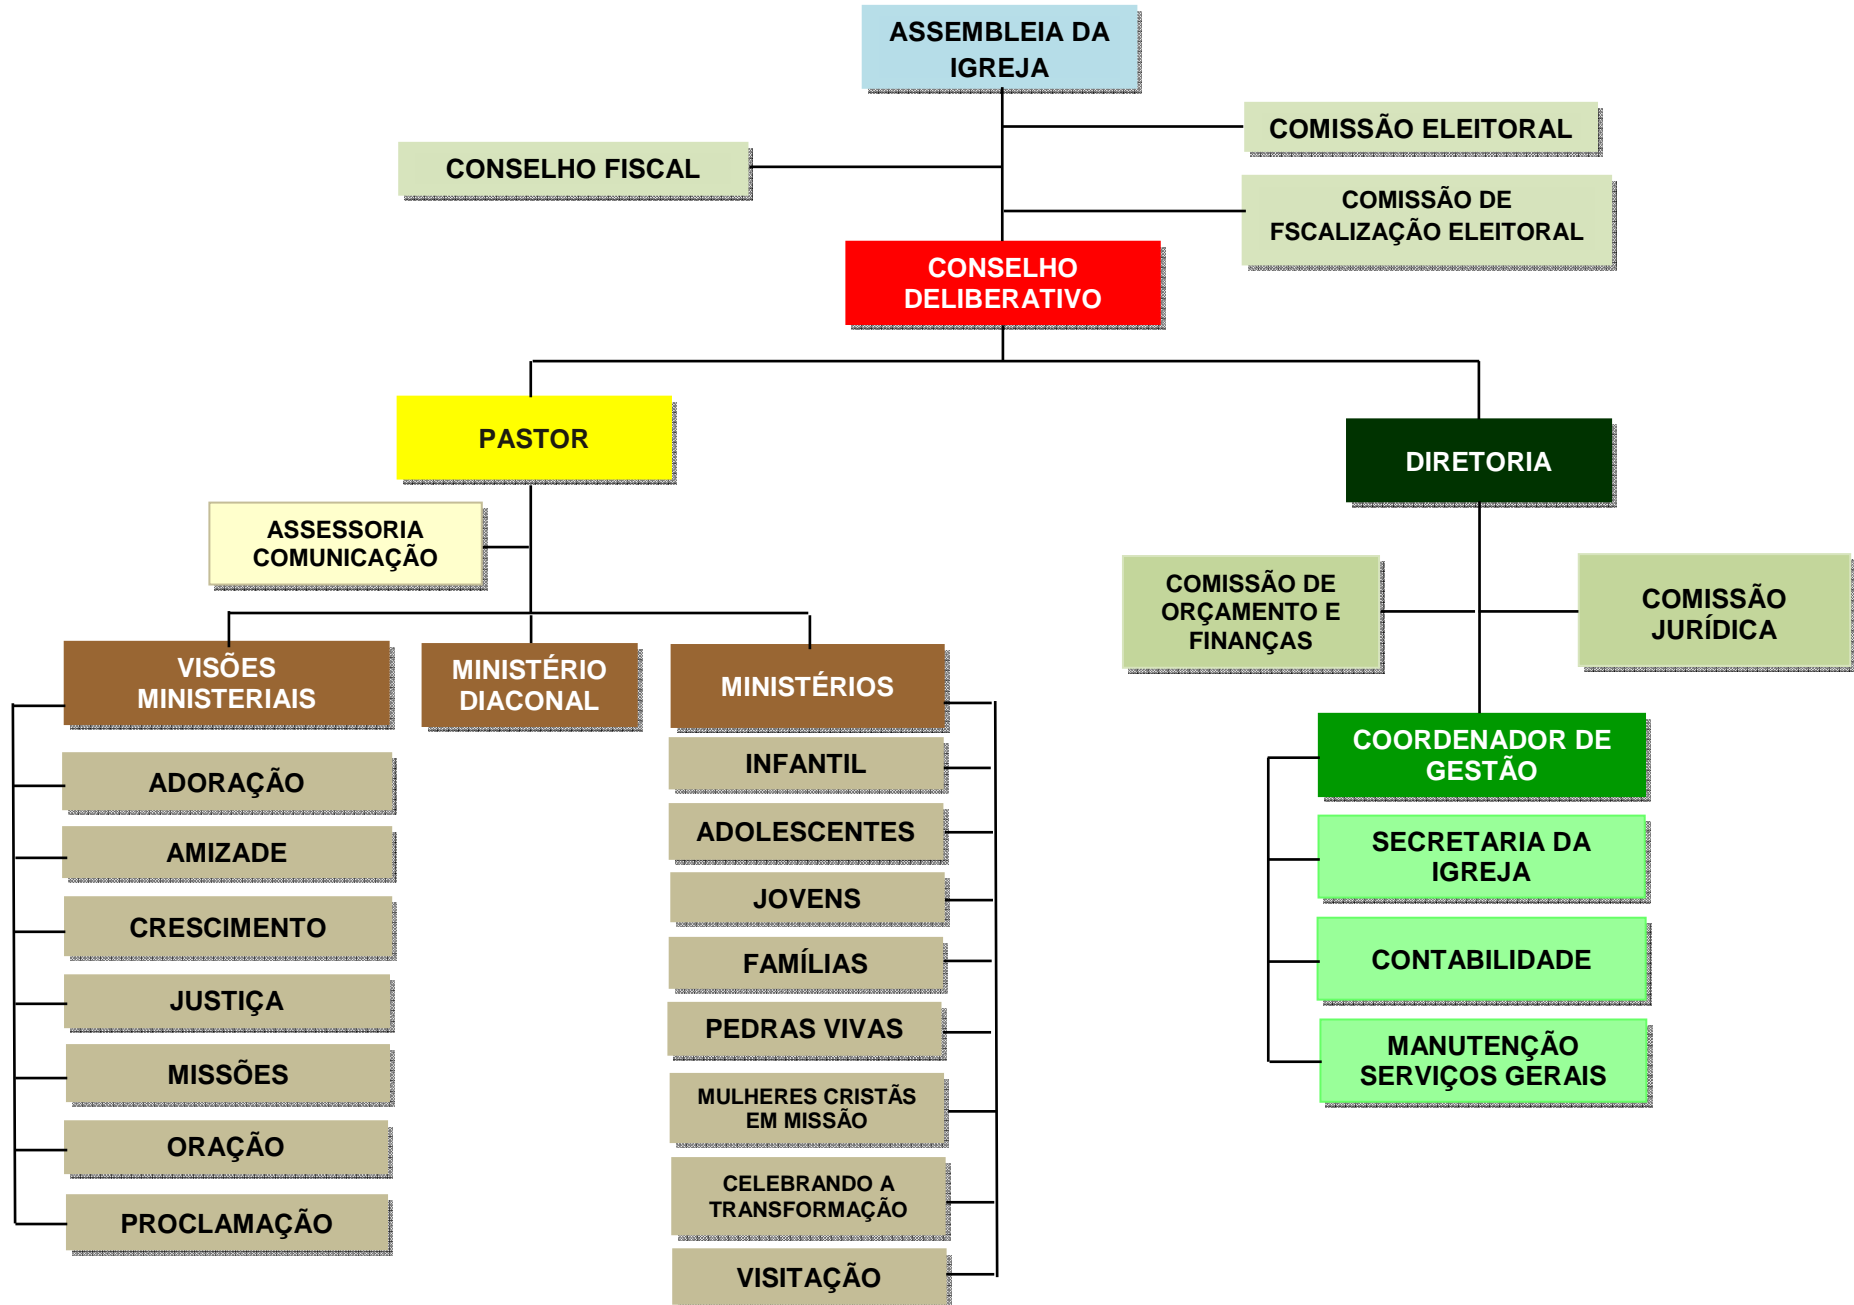 ASSEMBLEIA DA
IGREJA
COMISSÃO ELEITORAL
CONSELHO FISCAL
COMISSÃO DE
FSCALIZAÇÃO ELEITORAL
CONSELHO
DELIBERATIVO
PASTOR
DIRETORIA
ASSESSORIA
COMUNICAÇÃO
COMISSÃO DE
ORÇAMENTO E
FINANÇAS
COMISSÃO
JURÍDICA
VISÕES
MINISTERIAIS
MINISTÉRIO
DIACONAL
MINISTÉRIOS
ADORAÇÃO
AMIZADE
CRESCIMENTO
JUSTIÇA
MISSÕES
ORAÇÃO
PROCLAMAÇÃO
INFANTIL
ADOLESCENTES
JOVENS
FAMÍLIAS
PEDRAS VIVAS
MULHERES CRISTÃS
EM MISSÃO
CELEBRANDO A
TRANSFORMAÇÃO
VISITAÇÃO
COORDENADOR DE
GESTÃO
SECRETARIA DA
IGREJA
CONTABILIDADE
MANUTENÇÃO
SERVIÇOS GERAIS